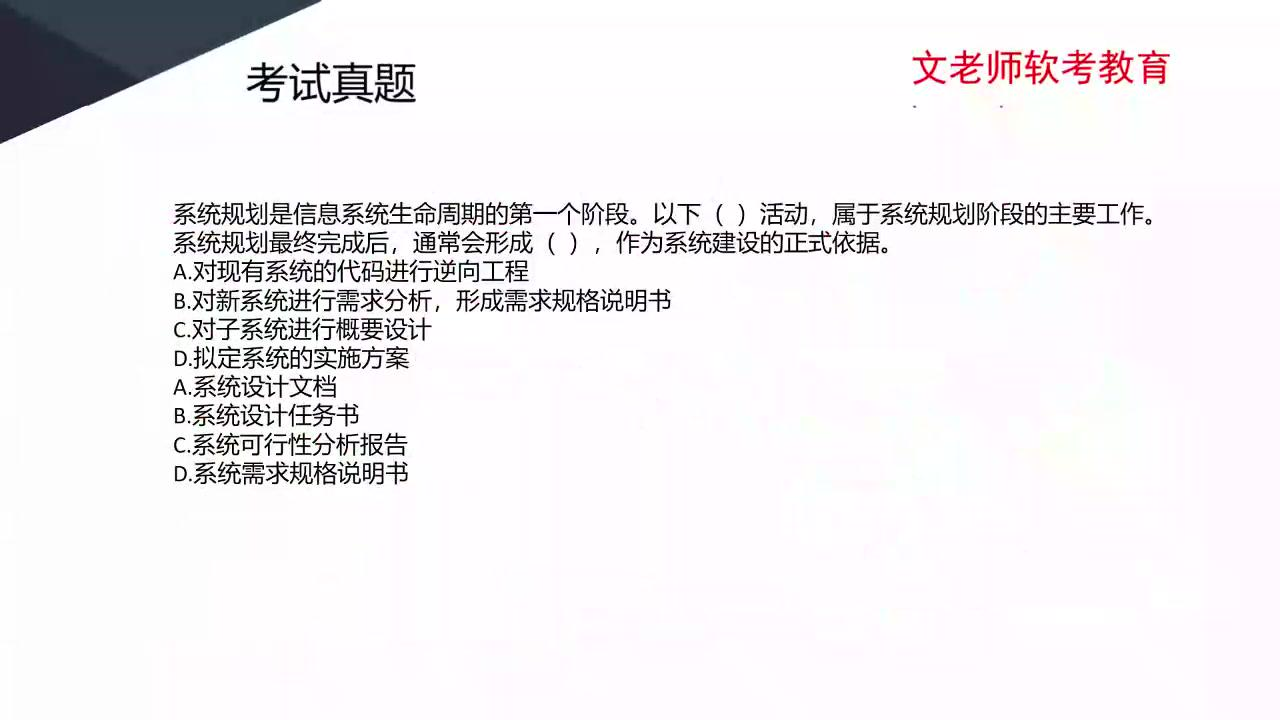 考试真题
文老师软考教育
系统规划是信息系统生命周期的第一个阶段。以下（ ）活动，属于系统规划阶段的主要工作。
系统规划最终完成后，通常会形成（ ），作为系统建设的正式依据。
A.对现有系统的代码进行逆向工程
B.对新系统进行需求分析，形成需求规格说明书
C.对子系统进行概要设计
D.拟定系统的实施方案
A.系统设计文档
B.系统设计任务书
C.系统可行性分析报告
D.系统需求规格说明书